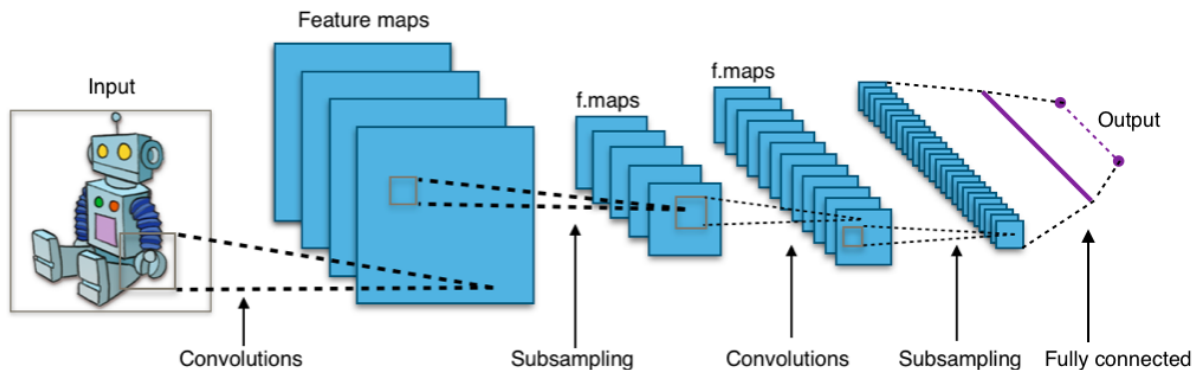 Feature maps
Input
f.maps
f.maps
Output
Convolutions
Subsampling
Convolutions
Subsampling
Fully connected